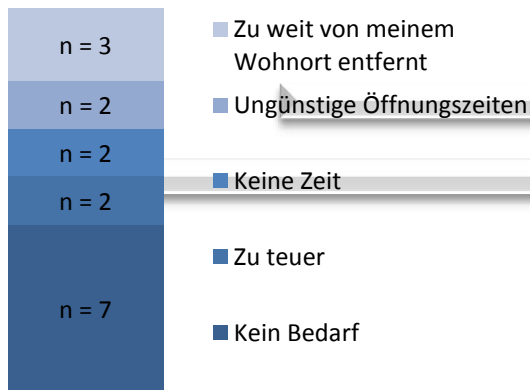 n = 3
n = 2
n = 2
n = 2
n = 7
Zu weit von meinem
Wohnort entfernt
Ungünstige Öffnungszeiten
Keine Zeit
Zu teuer
Kein Bedarf